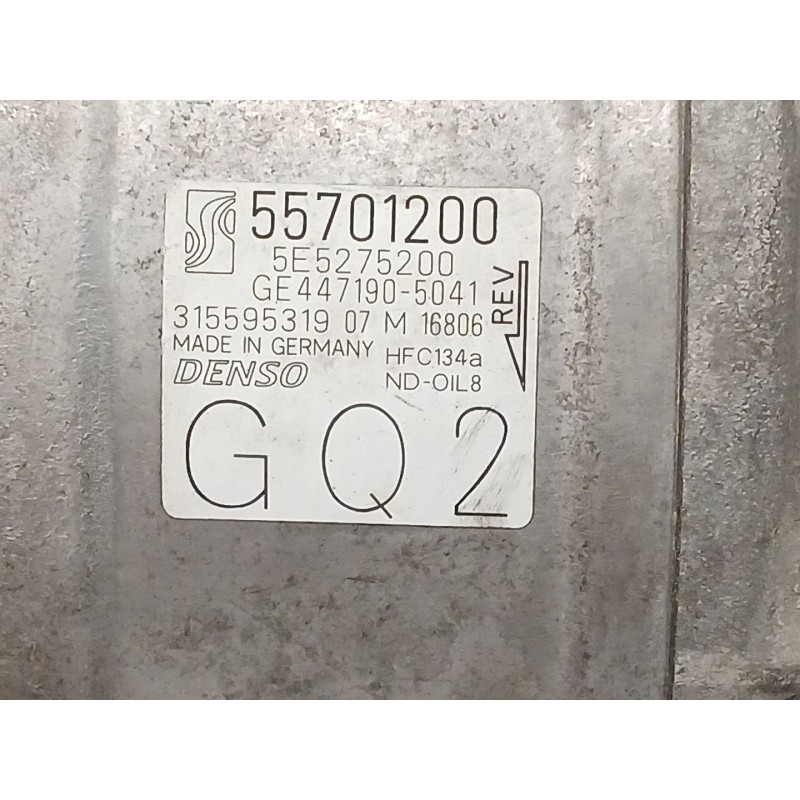 55701200
5E5275200
GE447190-5041
315595319 07 M 16806
MADE IN GERMANY HFC134a
DENSO ND-OIL8
REV
GQ2